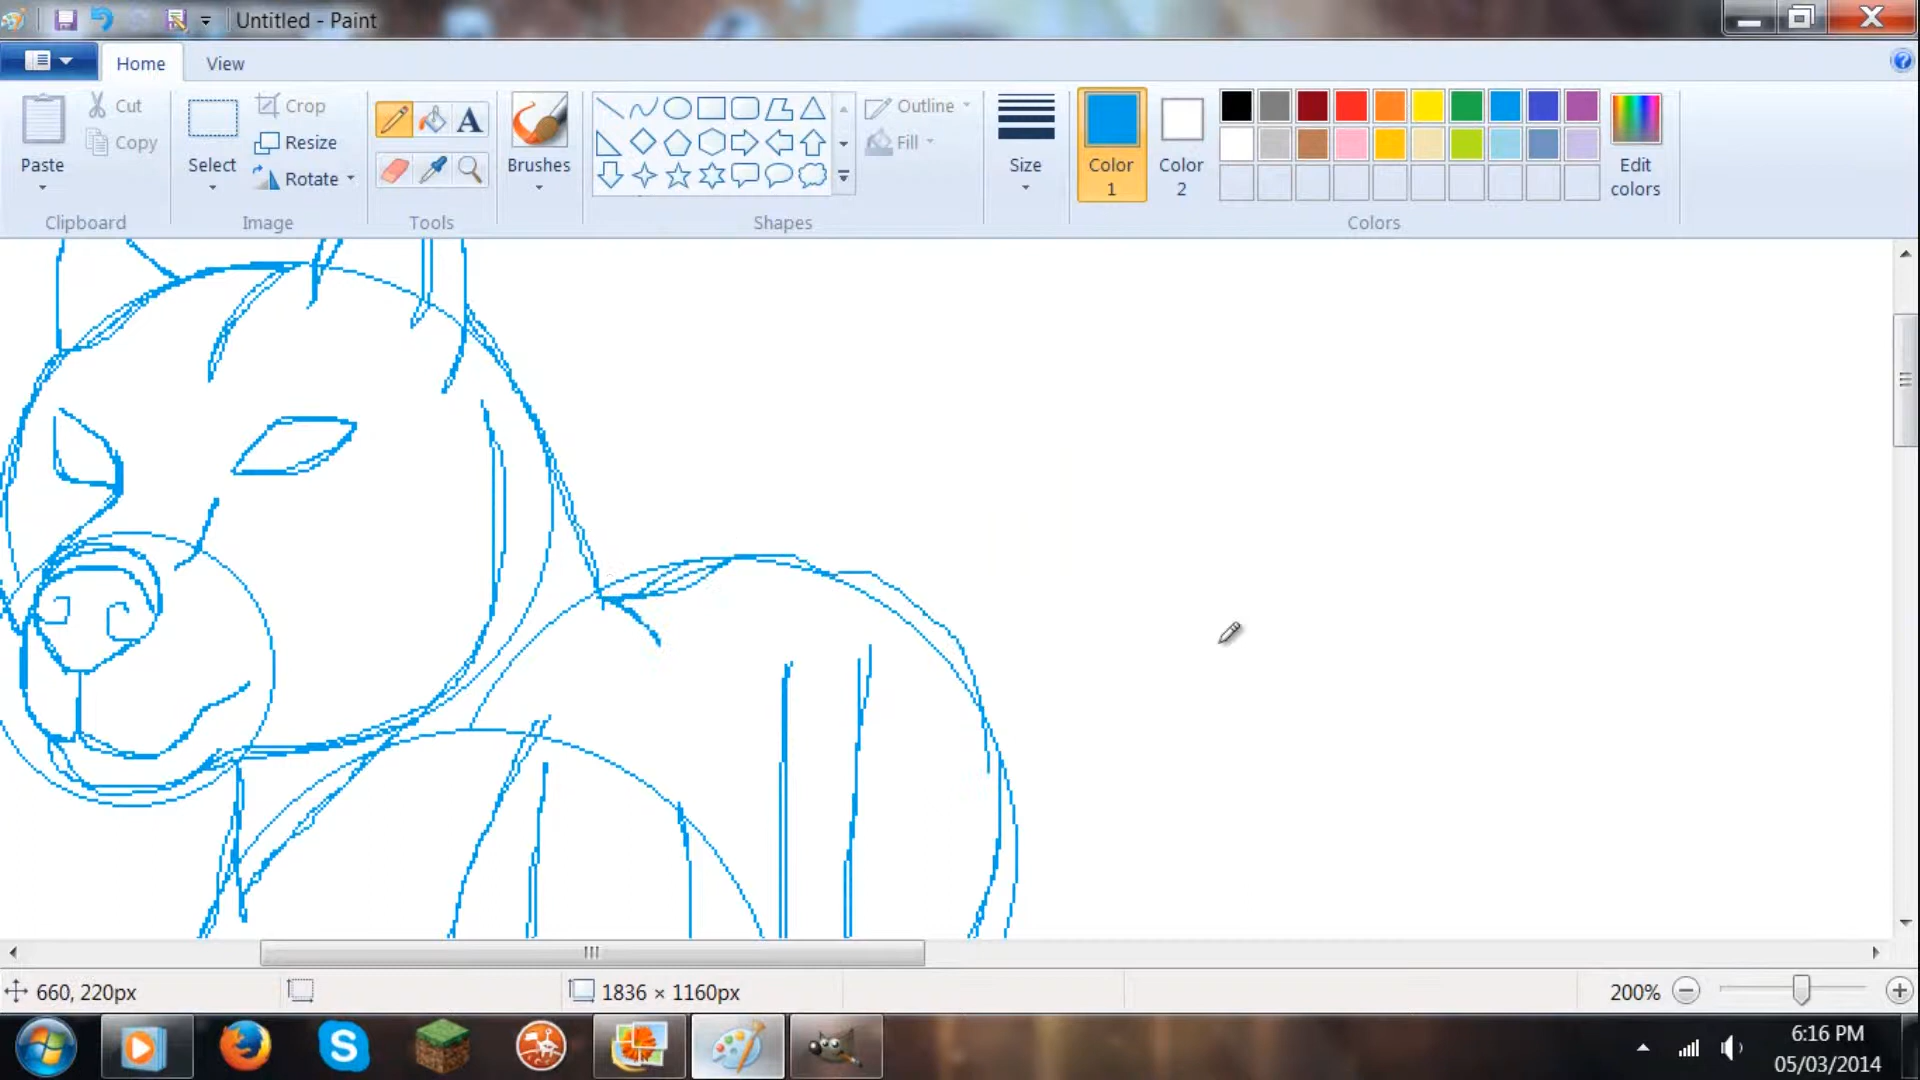 Untitled - Paint
Home View
Paste
Cut
Copy
Clipboard
Select
Crop
Resize
Rotate
Image
A
Tools
Brushes
Shapes
Outline
Fill
Size
Color 1
Color 2
Edit colors
Colors
660, 220px
1836 × 1160px
200%
6:16 PM
05/03/2014